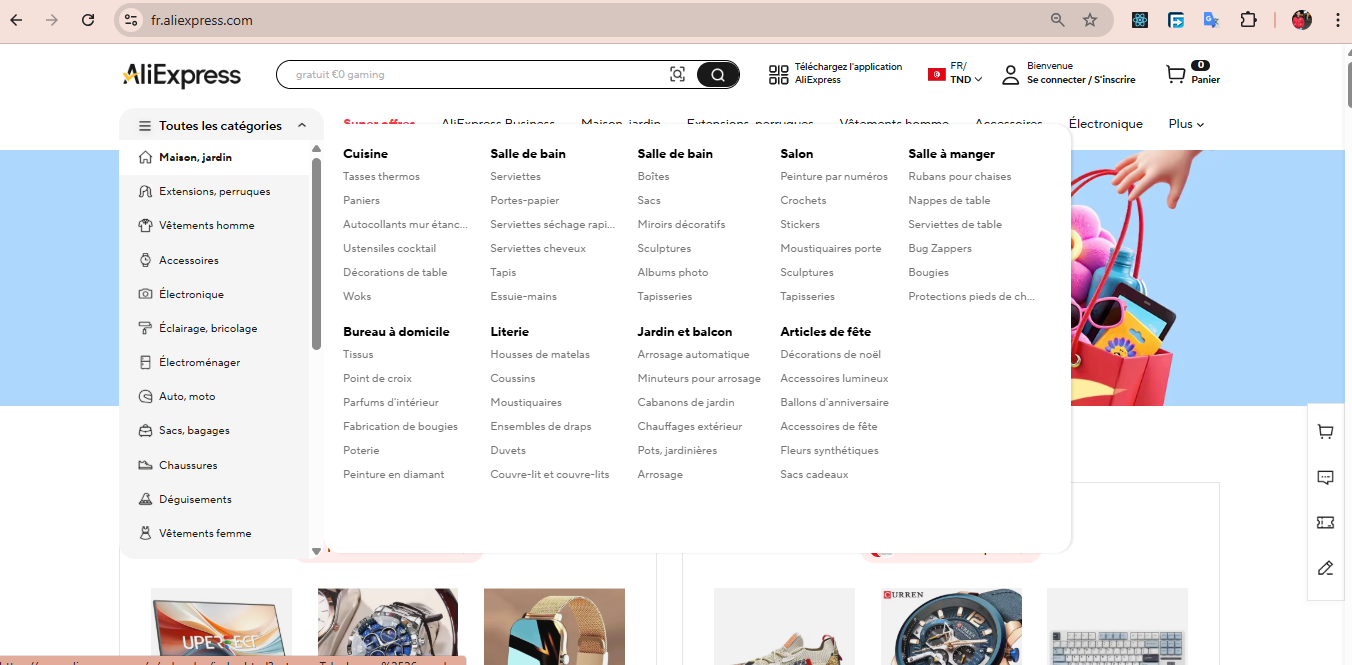 fr.aliexpress.com
AliExpress
gratuit €0 gaming
Téléchargez l'application
AliExpress
FR/
TND
Bienvenue
Se connecter / S'inscrire
0
Panier
Toutes les catégories
Super offres
AliExpress Business
Maison, jardin
Extensions, perruques
Vêtements homme
Accessoires
Électronique
Plus
Maison, jardin
Extensions, perruques
Vêtements homme
Accessoires
Électronique
Éclairage, bricolage
Électroménager
Auto, moto
Sacs, bagages
Chaussures
Déguisements
Vêtements femme
Cuisine
Tasses thermos
Paniers
Autocollants mur étanc...
Ustensiles cocktail
Décorations de table
Woks
Salle de bain
Serviettes
Portes-papier
Serviettes séchage rapi...
Serviettes cheveux
Tapis
Essuie-mains
Salle de bain
Boîtes
Sacs
Miroirs décoratifs
Sculptures
Albums photo
Tapisseries
Salon
Peinture par numéros
Crochets
Stickers
Moustiquaires porte
Sculptures
Tapisseries
Salle à manger
Rubans pour chaises
Nappes de table
Serviettes de table
Bug Zappers
Bougies
Protections pieds de ch...
Bureau à domicile
Tissus
Point de croix
Parfums d'intérieur
Fabrication de bougies
Poterie
Peinture en diamant
Literie
Housses de matelas
Coussins
Moustiquaires
Ensembles de draps
Duvets
Couvre-lit et couvre-lits
Jardin et balcon
Arrosage automatique
Minuteurs pour arrosage
Cabanons de jardin
Chauffages extérieur
Pots, jardinières
Arrosage
Articles de fête
Décorations de noël
Accessoires lumineux
Ballons d'anniversaire
Accessoires de fête
Fleurs synthétiques
Sacs cadeaux
UPERFECT
CURREN